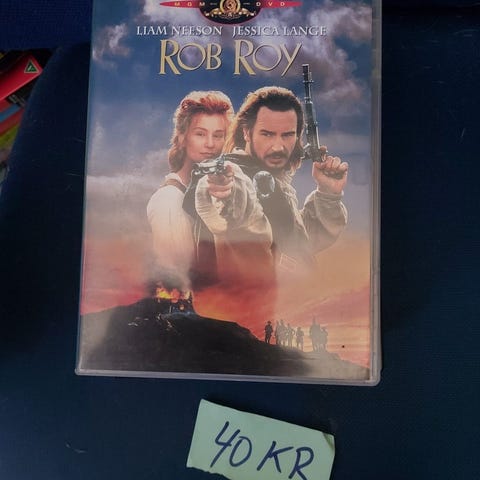 MGM DVD
LIAM NEESON JESSICA LANGE
ROB ROY
40 KR